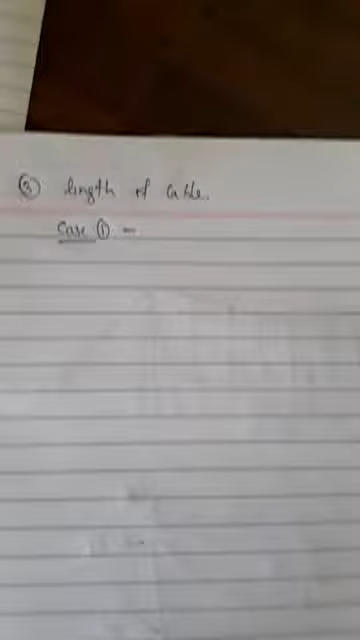 ③ length of cable.
Case ① -